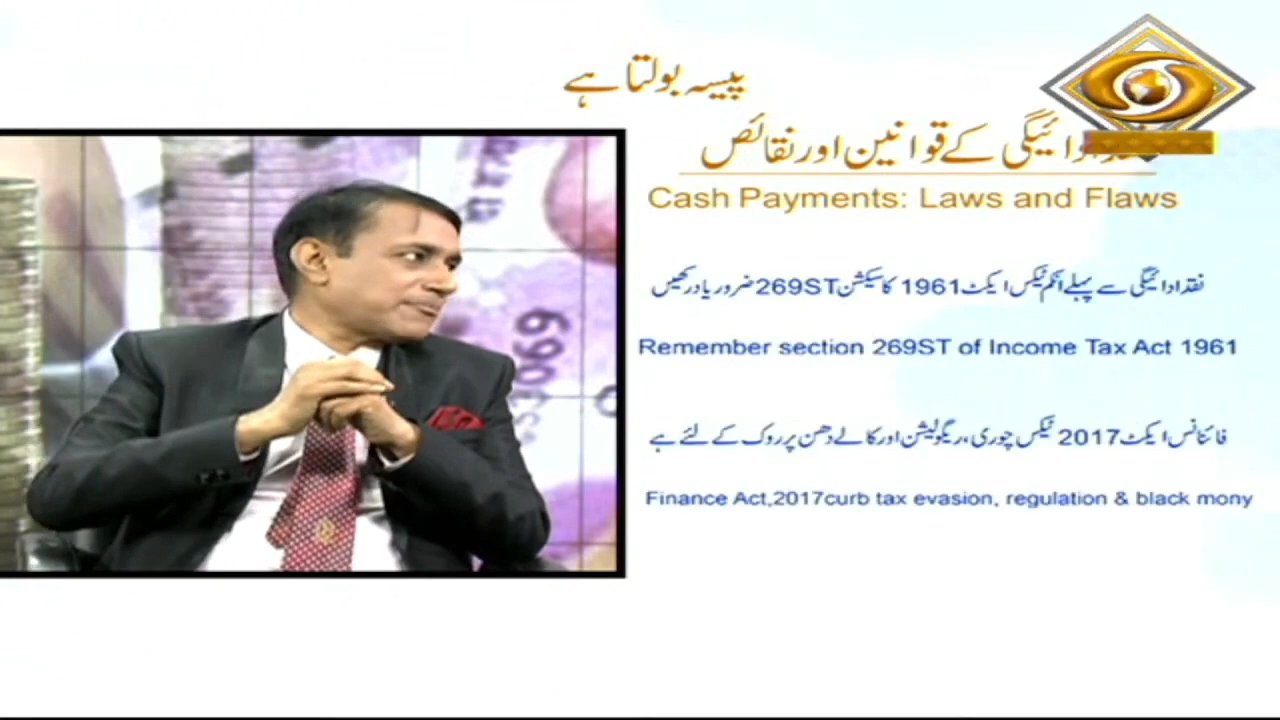 پیسہ بولتا ہے
نقد ادائیگی کے قوانین اور نقائص
Cash Payments: Laws and Flaws
نقد ادائیگی سے پہلے انکم ٹیکس ایکٹ 1961 کا سیکشن 269ST ضرور یاد رکھیں
Remember section 269ST of Income Tax Act 1961
فائنانس ایکٹ 2017 ٹیکس چوری، ریگولیشن اور کالے دھن پر روک کے لئے ہے
Finance Act,2017curb tax evasion, regulation & black mony